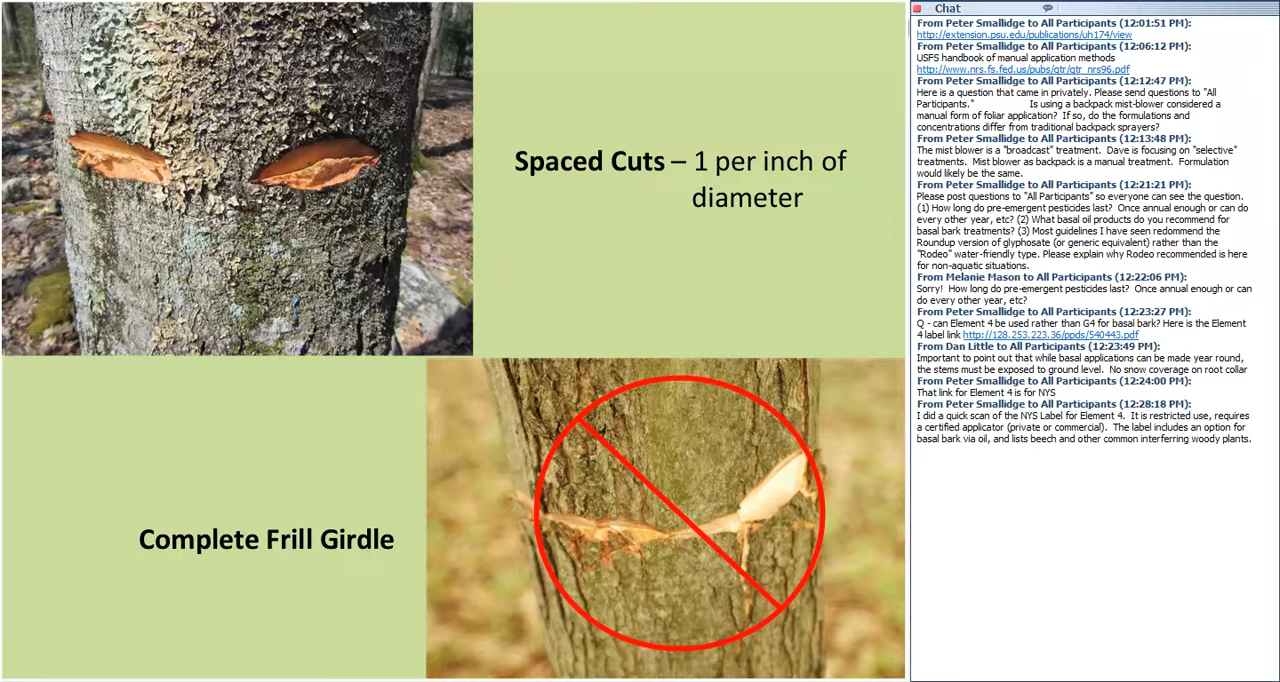 Spaced Cuts – 1 per inch of
diameter
Complete Frill Girdle
Chat
From Peter Smallidge to All Participants (12:01:51 PM):
http://extension.psu.edu/publications/uh174/view
From Peter Smallidge to All Participants (12:06:12 PM):
USFS handbook of manual application methods
http://www.nrs.fs.fed.us/pubs/gtr/gtr_nrs96.pdf
From Peter Smallidge to All Participants (12:12:47 PM):
Here is a question that came in privately. Please send questions to "All
Participants." Is using a backpack mist-blower considered a
manual form of foliar application? If so, do the formulations and
concentrations differ from traditional backpack sprayers?
From Peter Smallidge to All Participants (12:13:48 PM):
The mist blower is a "broadcast" treatment. Dave is focusing on "selective"
treatments. Mist blower as backpack is a manual treatment. Formulation
would likely be the same.
From Peter Smallidge to All Participants (12:21:21 PM):
Please post questions to "All Participants" so everyone can see the question.
(1) How long do pre-emergent pesticides last? Once annual enough or can do
every other year, etc? (2) What basal oil products do you recommend for
basal bark treatments? (3) Most guidelines I have seen redommend the
Roundup version of glyphosate (or generic equivalent) rather than the
"Rodeo" water-friendly type. Please explain why Rodeo recommended is here
for non-aquatic situations.
From Melanie Mason to All Participants (12:22:06 PM):
Sorry! How long do pre-emergent pesticides last? Once annual enough or can
do every other year, etc?
From Peter Smallidge to All Participants (12:23:27 PM):
Q - can Element 4 be used rather than G4 for basal bark? Here is the Element
4 label link http://128.253.223.36/ppds/540443.pdf
From Dan Little to All Participants (12:23:49 PM):
Important to point out that while basal applications can be made year round,
the stems must be exposed to ground level. No snow coverage on root collar
From Peter Smallidge to All Participants (12:24:00 PM):
That link for Element 4 is for NYS
From Peter Smallidge to All Participants (12:28:18 PM):
I did a quick scan of the NYS Label for Element 4. It is restricted use, requires
a certified applicator (private or commercial). The label includes an option for
basal bark via oil, and lists beech and other common interferring woody plants.